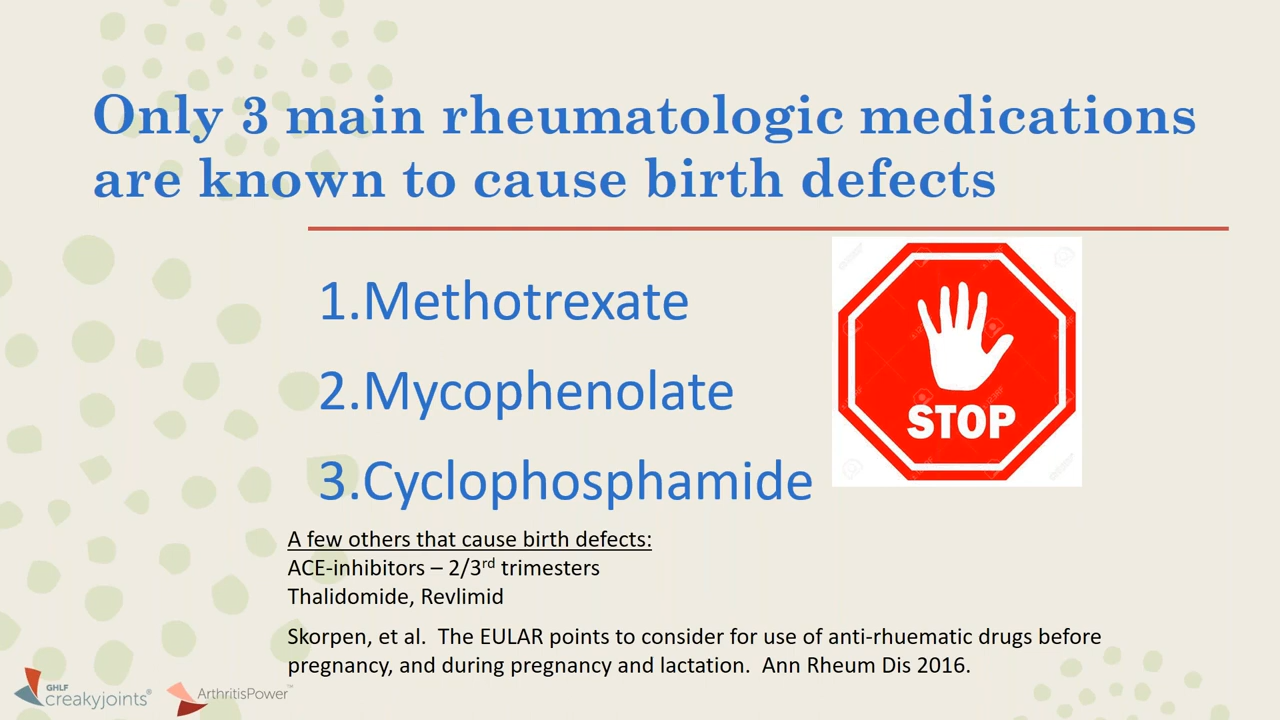 Only 3 main rheumatologic medications
are known to cause birth defects
1.Methotrexate
2.Mycophenolate
3.Cyclophosphamide
STOP
A few others that cause birth defects:
ACE-inhibitors – 2/3rd trimesters
Thalidomide, Revlimid
Skorpen, et al.  The EULAR points to consider for use of anti-rhuematic drugs before
pregnancy, and during pregnancy and lactation.  Ann Rheum Dis 2016.
GHLF
creakyjoints®
ArthritisPower™